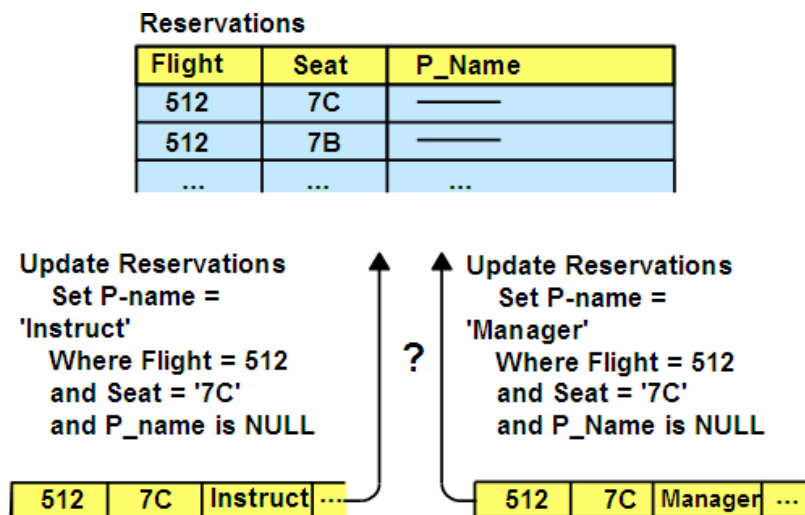 Reservations
Flight Seat P_Name
512 7C
512 7B
... ... ...
Update Reservations
Set P-name =
'Instruct'
Where Flight = 512
and Seat = '7C'
and P_name is NULL
?
Update Reservations
Set P-name =
'Manager'
Where Flight = 512
and Seat = '7C'
and P_Name is NULL
512 7C Instruct ...
512 7C Manager ...